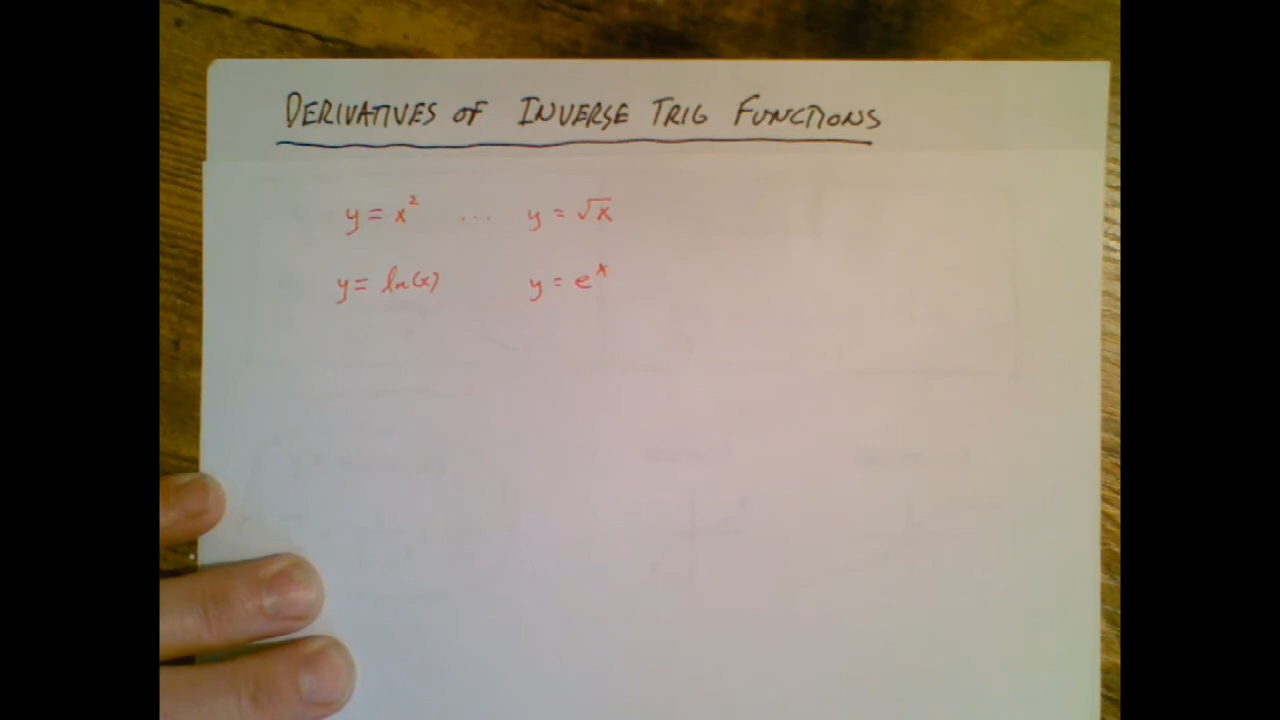 DERIVATIVES OF INVERSE TRIG FUNCTIONS
y = x² ... y = √x
y = ln(x) y = eˣ